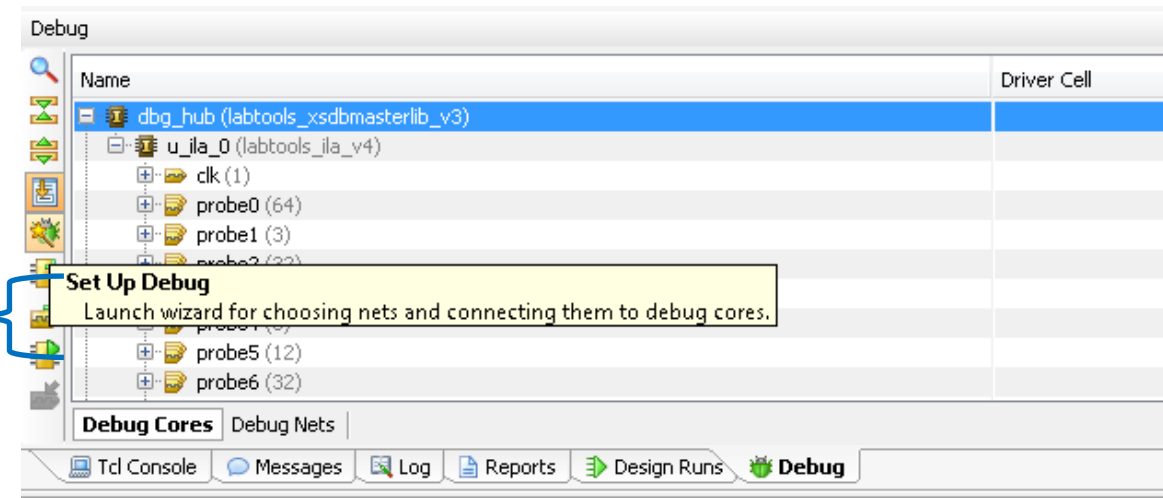 Debug
Name Driver Cell
dbg_hub (labtools_xsdbmasterlib_v3)
u_ila_0 (labtools_ila_v4)
clk (1)
probe0 (64)
probe1 (3)
Set Up Debug
Launch wizard for choosing nets and connecting them to debug cores.
probe5 (12)
probe6 (32)
Debug Cores Debug Nets
Tcl Console Messages Log Reports Design Runs Debug